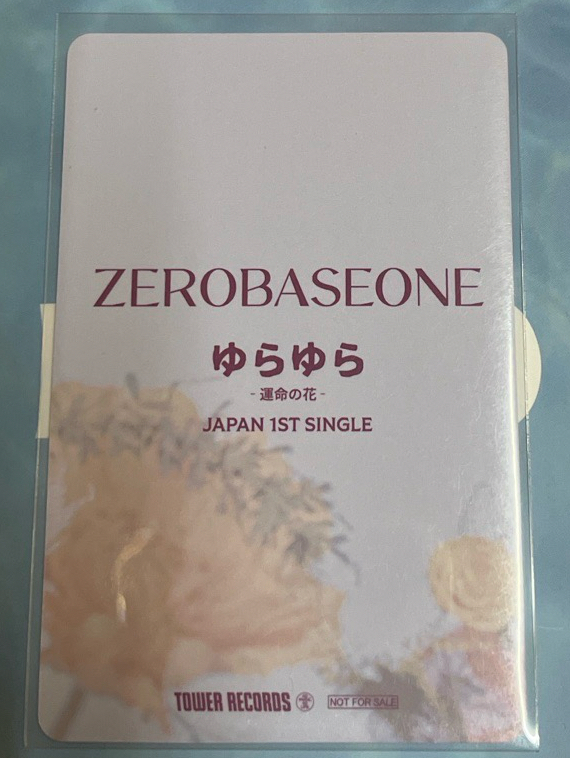 ZEROBASEONE
ゆらゆら
- 運命の花 -
JAPAN 1ST SINGLE
TOWER RECORDS NOT FOR SALE